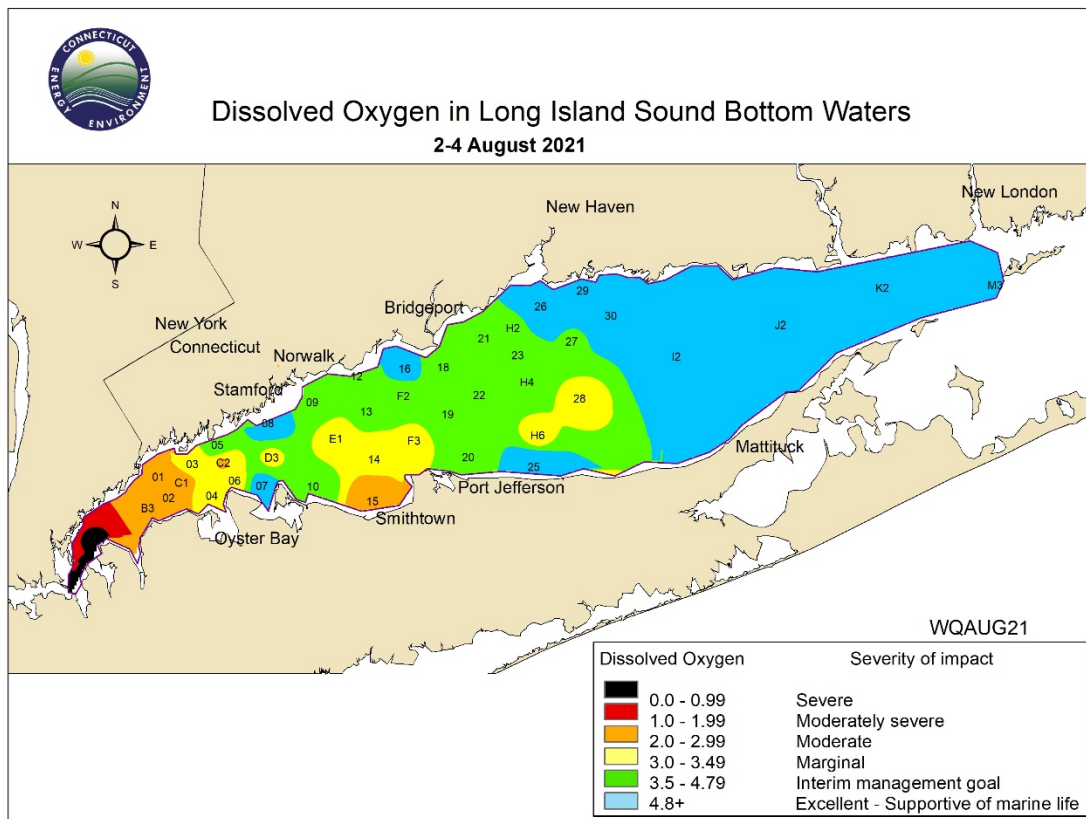 CONNECTICUT
ENERGY
ENVIRONMENT
Dissolved Oxygen in Long Island Sound Bottom Waters
2-4 August 2021
New London
New Haven
N
W E
S
K2
M3
29
26
30
Bridgeport
J2
New York
Connecticut
H2
21
27
Norwalk
23
I2
16
18
12
H4
Stamford
F2
22
28
09
13
19
08
E1
F3
H6
05
Mattituck
D3
14
20
03
C2
25
01
C1
06
07
10
Port Jefferson
02
04
15
B3
Smithtown
Oyster Bay
WQAUG21
Dissolved Oxygen Severity of impact
0.0 - 0.99 Severe
1.0 - 1.99 Moderately severe
2.0 - 2.99 Moderate
3.0 - 3.49 Marginal
3.5 - 4.79 Interim management goal
4.8+ Excellent - Supportive of marine life